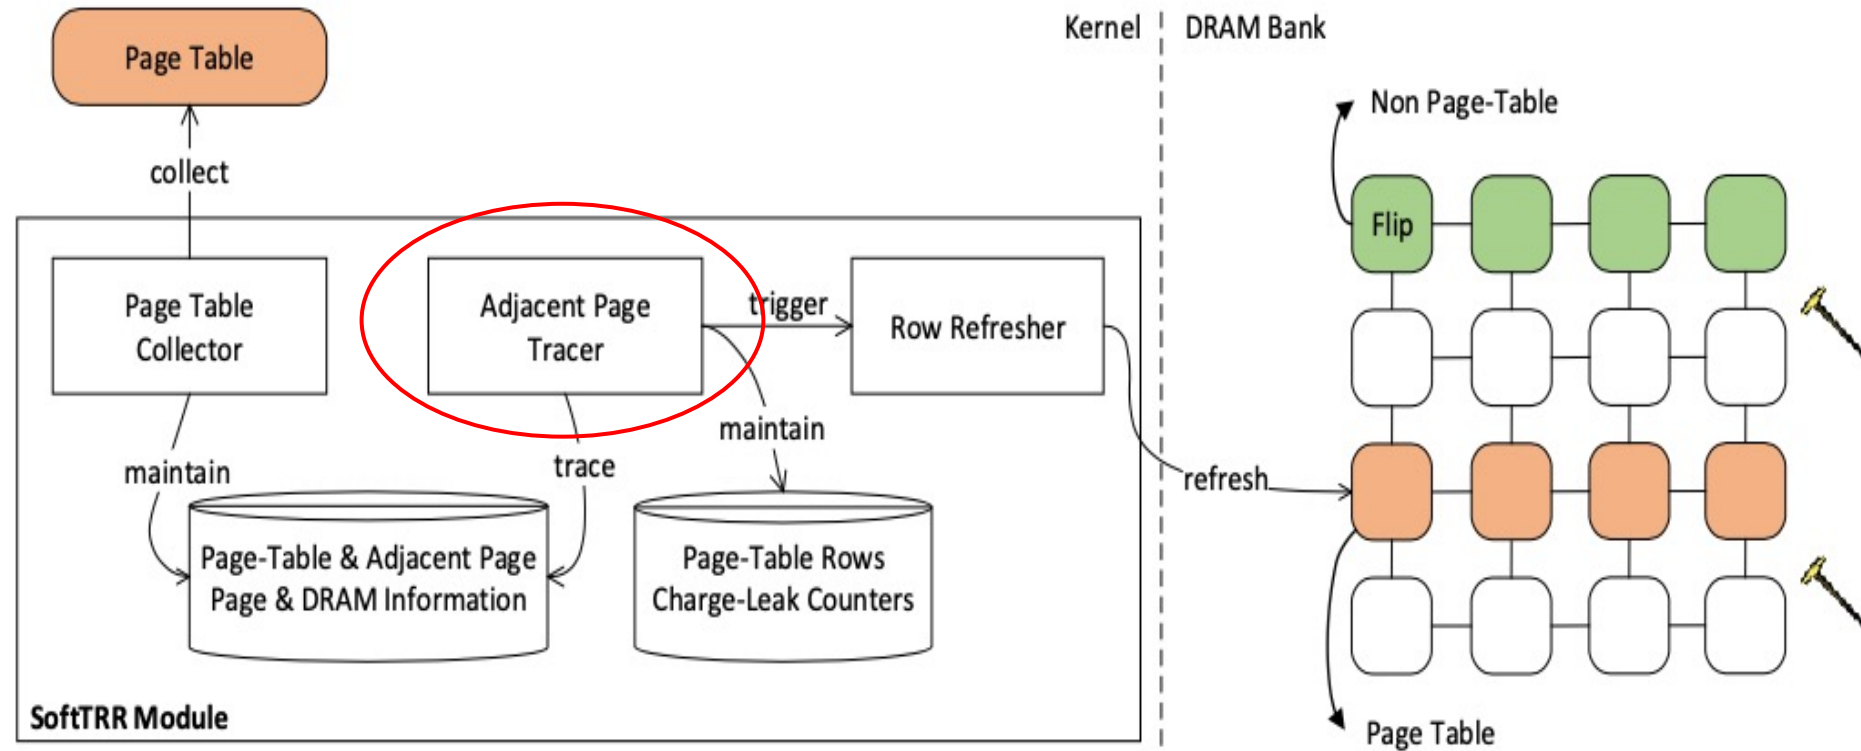 Page Table
Kernel
DRAM Bank
Non Page-Table
collect
Flip
Page Table
Collector
Adjacent Page
Tracer
trigger
Row Refresher
maintain
trace
maintain
refresh
Page-Table & Adjacent Page
Page & DRAM Information
Page-Table Rows
Charge-Leak Counters
SoftTRR Module
Page Table